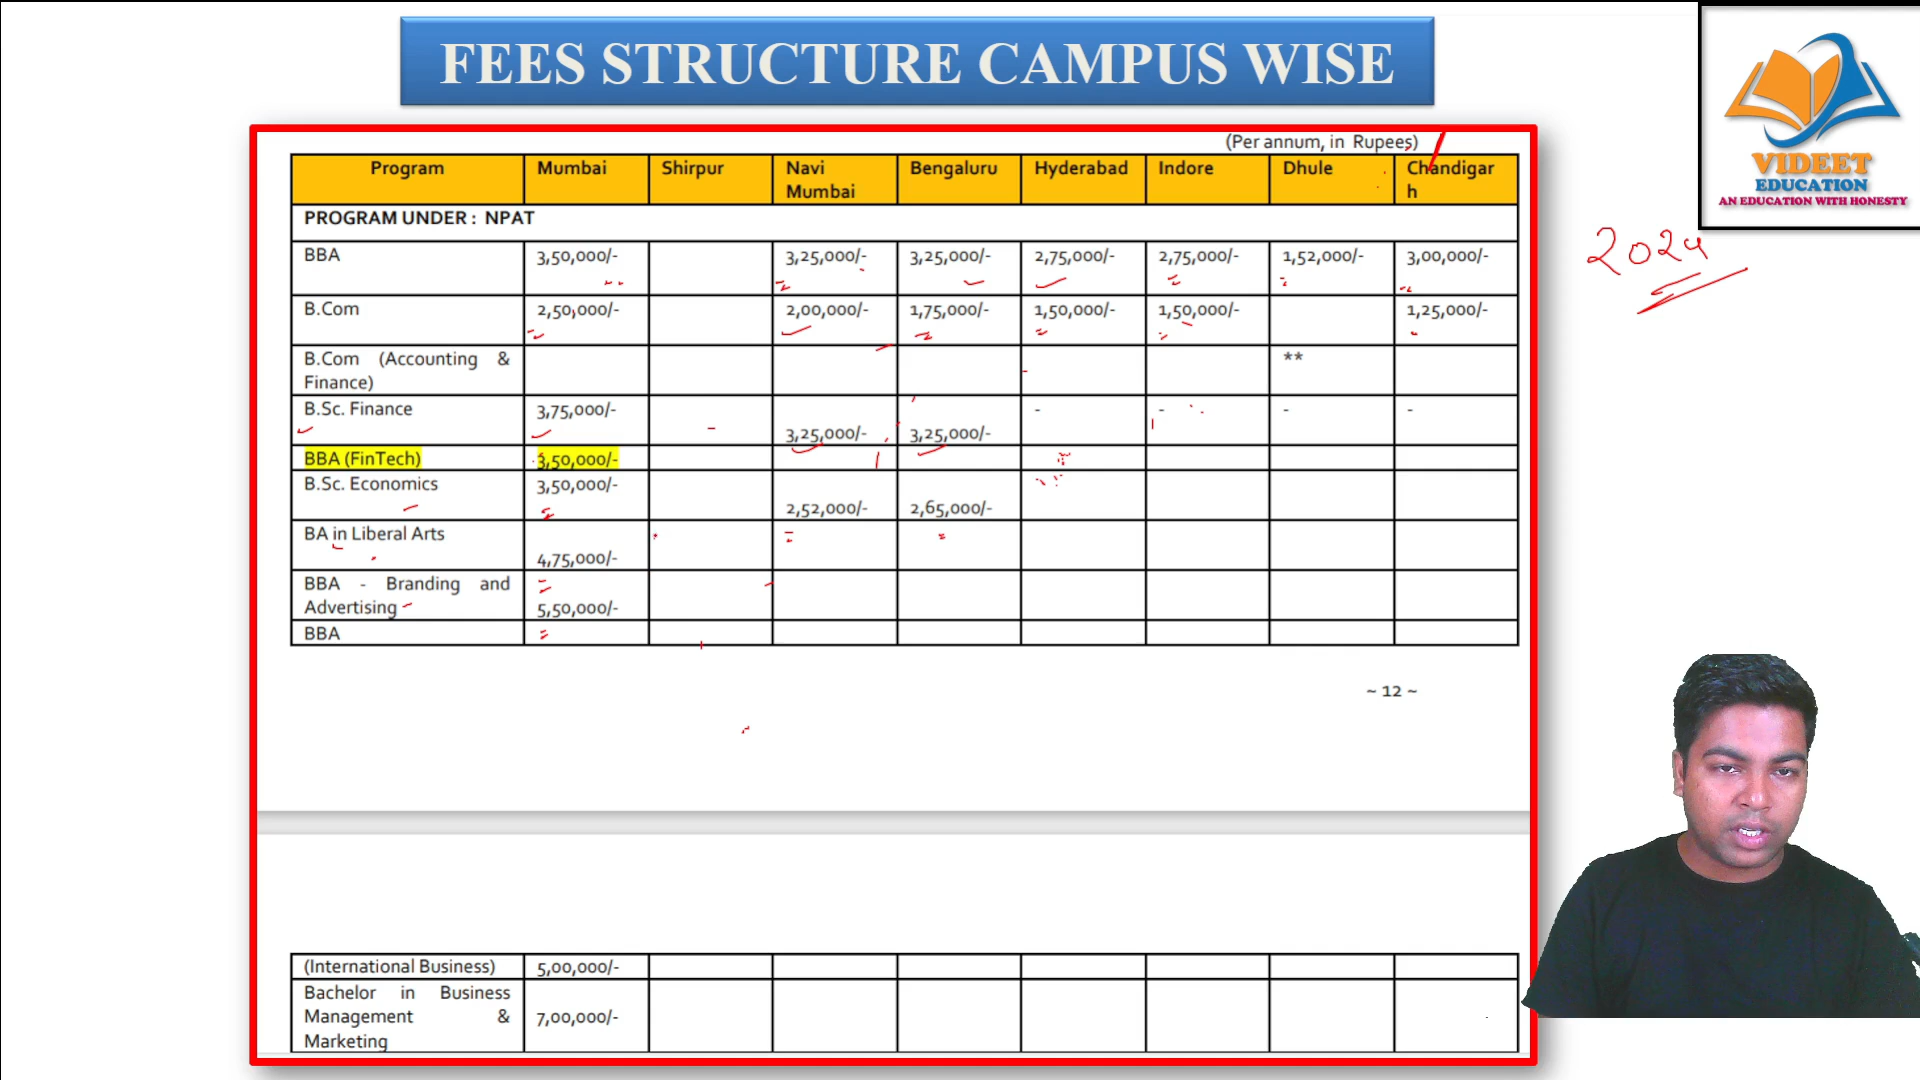 FEES STRUCTURE CAMPUS WISE
VIDEET
EDUCATION
AN EDUCATION WITH HONESTY
2024
(Per annum, in Rupees)
Program Mumbai Shirpur Navi Mumbai Bengaluru Hyderabad Indore Dhule Chandigar h
PROGRAM UNDER : NPAT
BBA 3,50,000/- 3,25,000/- 3,25,000/- 2,75,000/- 2,75,000/- 1,52,000/- 3,00,000/-
B.Com 2,50,000/- 2,00,000/- 1,75,000/- 1,50,000/- 1,50,000/- 1,25,000/-
B.Com (Accounting & **
Finance)
B.Sc. Finance 3,75,000/- - - - -
3,25,000/- 3,25,000/-
BBA (FinTech) 3,50,000/-
B.Sc. Economics 3,50,000/-
2,52,000/- 2,65,000/-
BA in Liberal Arts
4,75,000/-
BBA - Branding and
Advertising 5,50,000/-
BBA
~ 12 ~
(International Business) 5,00,000/-
Bachelor in Business
Management & 7,00,000/-
Marketing